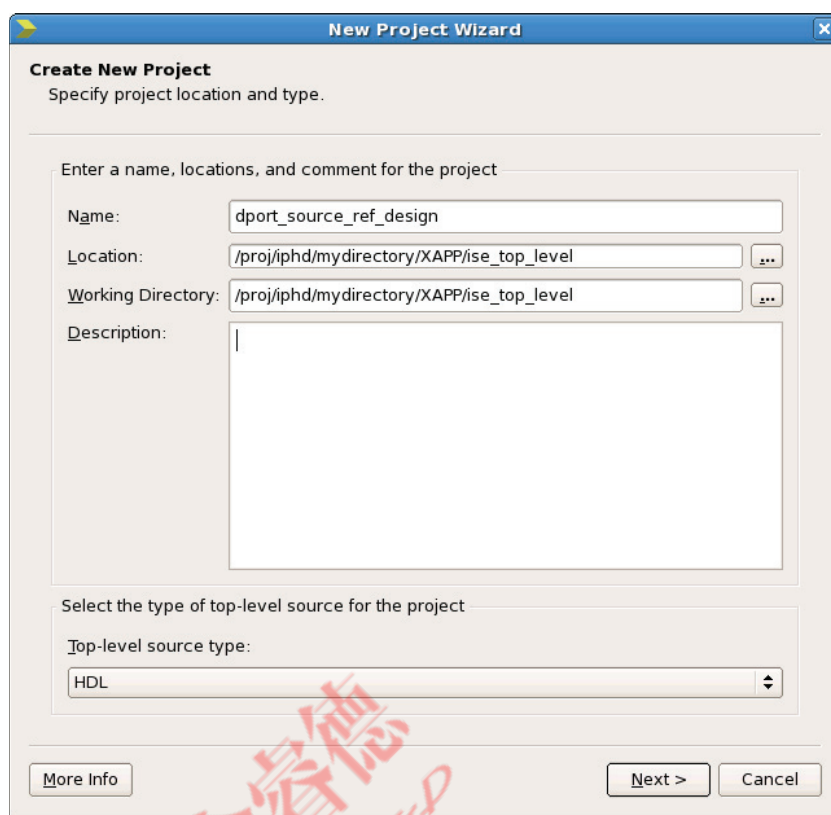 New Project Wizard
Create New Project
Specify project location and type.
Enter a name, locations, and comment for the project
Name: dport_source_ref_design
Location: /proj/iphd/mydirectory/XAPP/ise_top_level ...
Working Directory: /proj/iphd/mydirectory/XAPP/ise_top_level ...
Description:
Select the type of top-level source for the project
Top-level source type:
HDL
睿德
More Info Next > Cancel